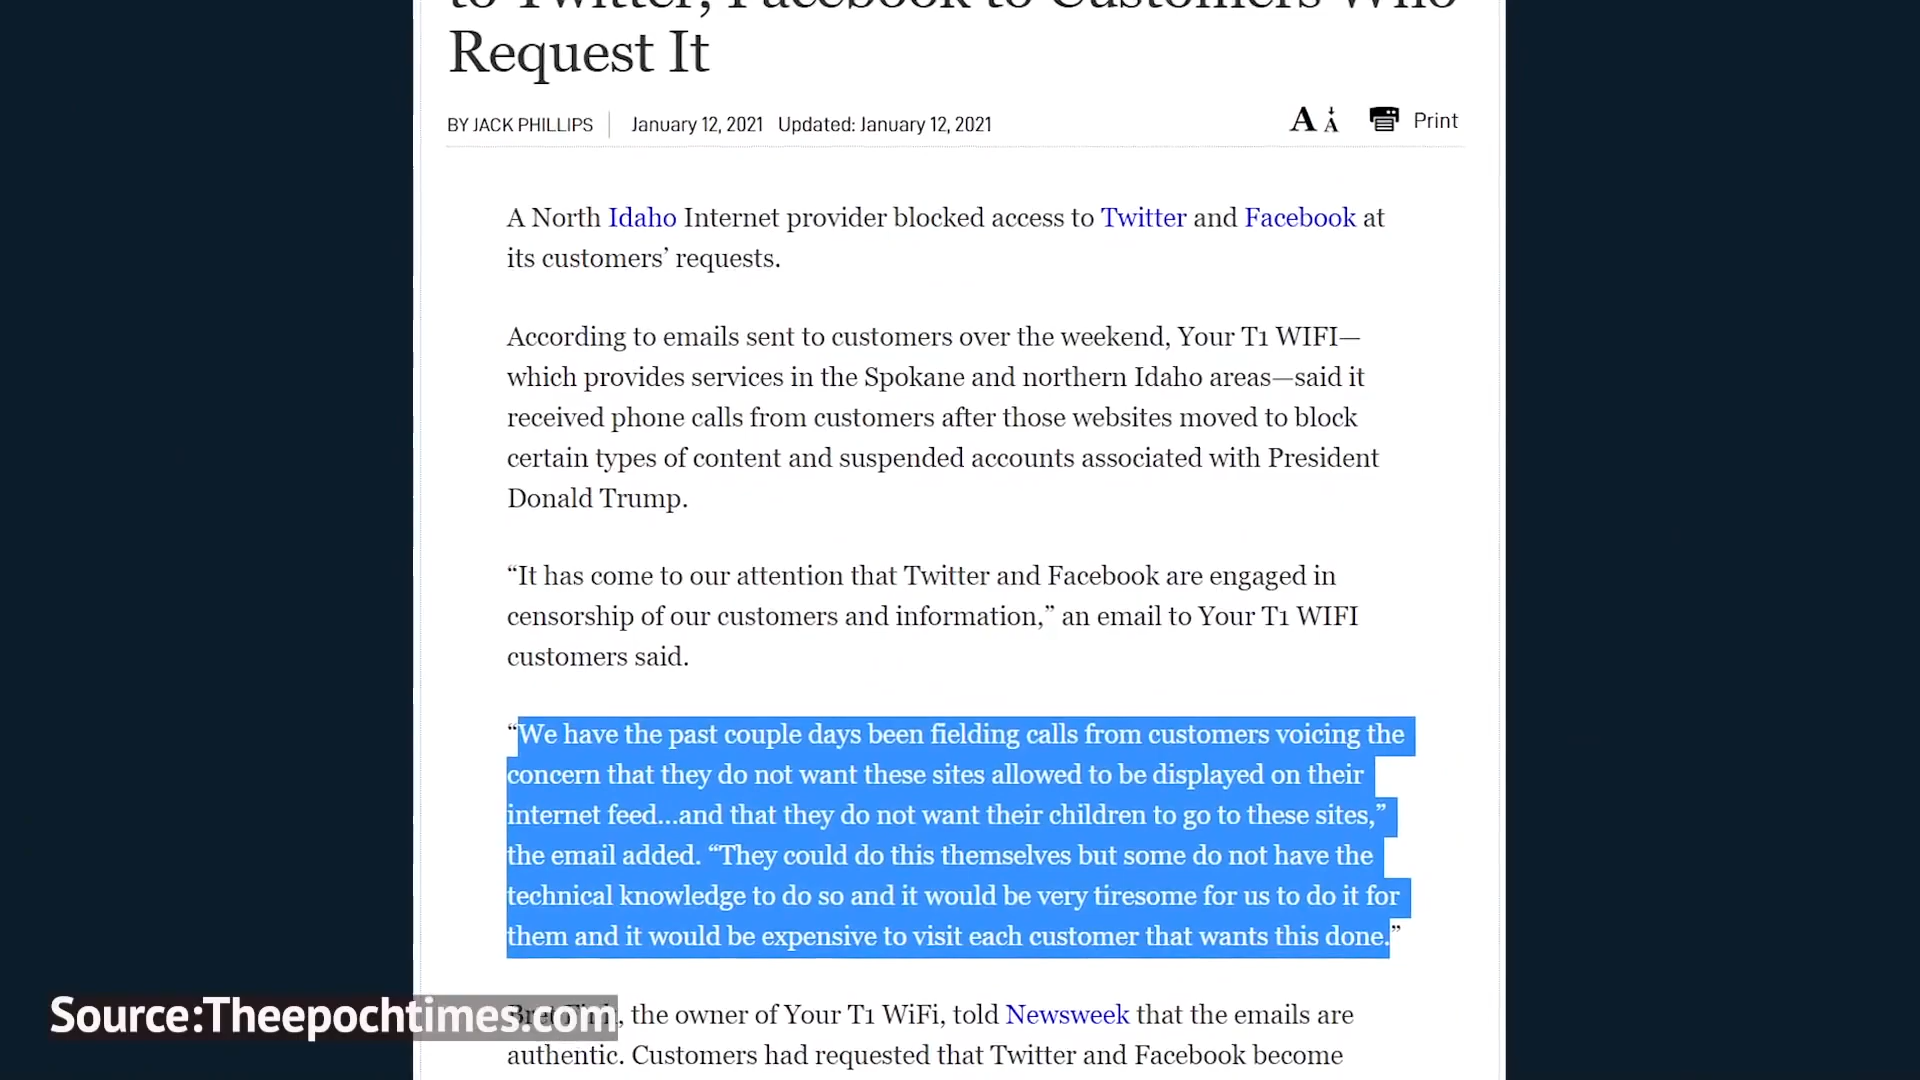 to Twitter, Facebook to Customers Who
Request It
BY JACK PHILLIPS January 12, 2021 Updated: January 12, 2021
A A Print
A North Idaho Internet provider blocked access to Twitter and Facebook at
its customers’ requests.
According to emails sent to customers over the weekend, Your T1 WIFI—
which provides services in the Spokane and northern Idaho areas—said it
received phone calls from customers after those websites moved to block
certain types of content and suspended accounts associated with President
Donald Trump.
“It has come to our attention that Twitter and Facebook are engaged in
censorship of our customers and information,” an email to Your T1 WIFI
customers said.
“We have the past couple days been fielding calls from customers voicing the
concern that they do not want these sites allowed to be displayed on their
internet feed...and that they do not want their children to go to these sites,”
the email added. “They could do this themselves but some do not have the
technical knowledge to do so and it would be very tiresome for us to do it for
them and it would be expensive to visit each customer that wants this done.”
Source:Theepochtimes.com
, the owner of Your T1 WiFi, told Newsweek that the emails are
authentic. Customers had requested that Twitter and Facebook become